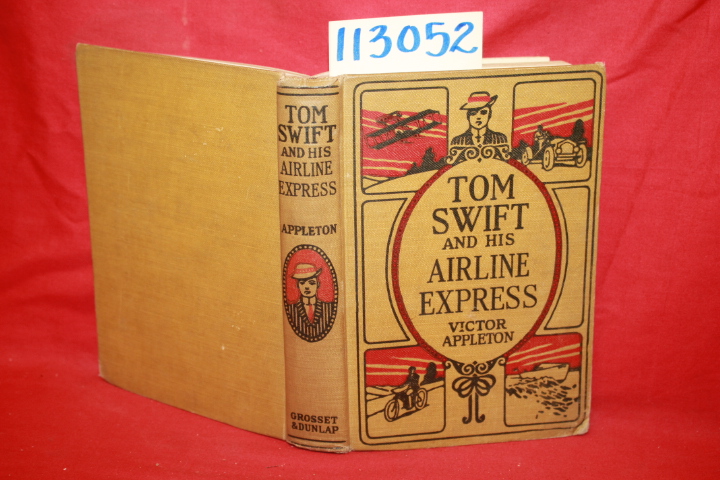 113052
TOM
SWIFT
AND HIS
AIRLINE
EXPRESS
APPLETON
GROSSET
& DUNLAP
TOM
SWIFT
AND HIS
AIRLINE
EXPRESS
VICTOR
APPLETON